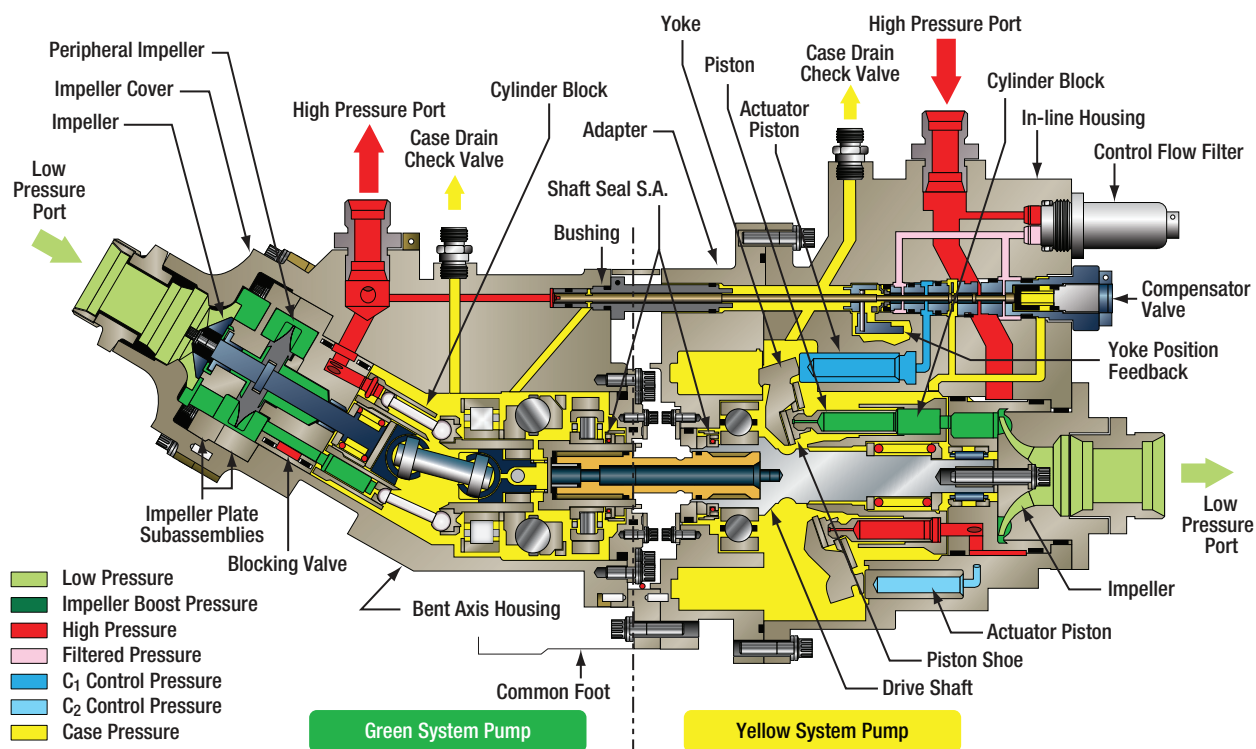 Yoke
High Pressure Port
Peripheral Impeller
Piston
Case Drain
Check Valve
Impeller Cover
Cylinder Block
Cylinder Block
Actuator
Piston
Impeller
High Pressure Port
In-line Housing
Adapter
Case Drain
Check Valve
Control Flow Filter
Low
Pressure
Port
Shaft Seal S.A.
Bushing
Compensator
Valve
Yoke Position
Feedback
Impeller Plate
Subassemblies
Low
Pressure
Port
Blocking Valve
Low Pressure
Impeller Boost Pressure
High Pressure
Filtered Pressure
C1 Control Pressure
C2 Control Pressure
Case Pressure
Bent Axis Housing
Impeller
Actuator Piston
Piston Shoe
Common Foot
Drive Shaft
Green System Pump
Yellow System Pump